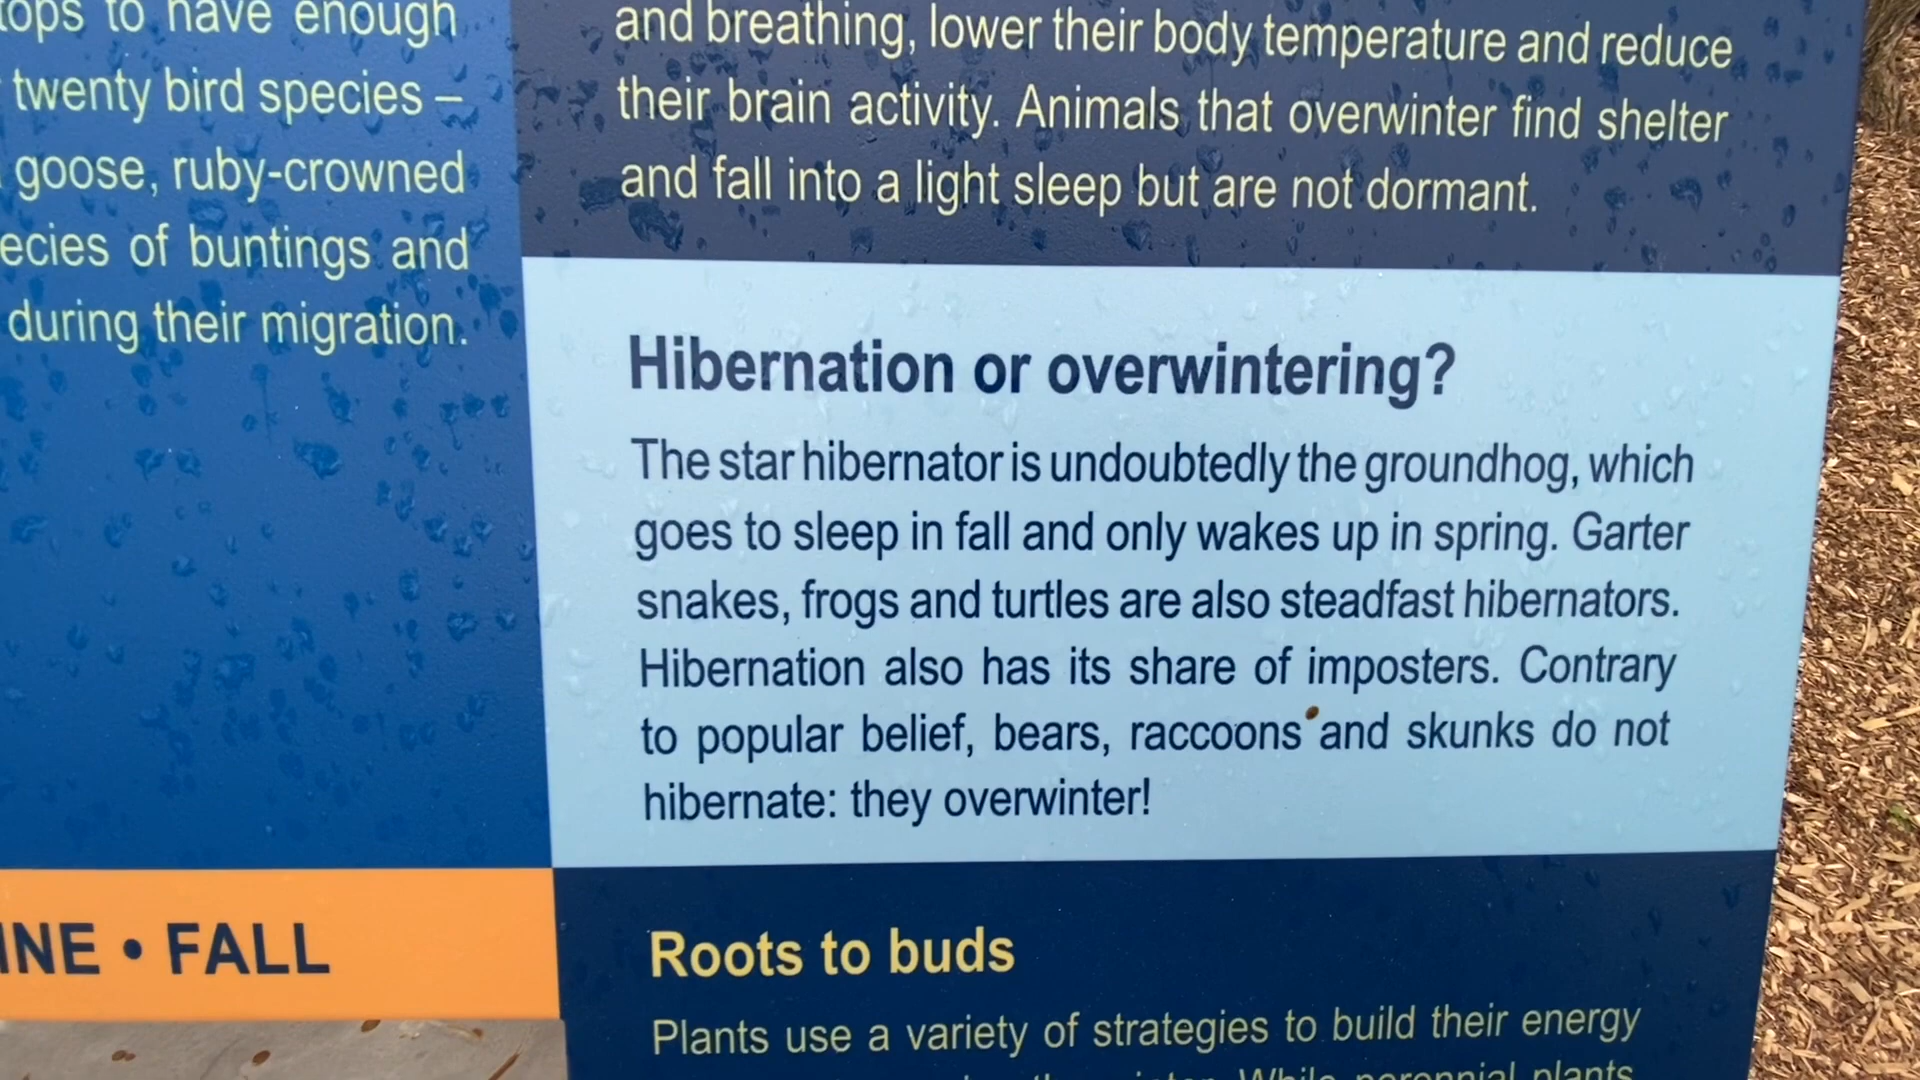 to have enough
twenty bird species –
goose, ruby-crowned
of buntings and
during their migration.
FALL
and breathing, lower their body temperature and reduce
their brain activity. Animals that overwinter find shelter
and fall into a light sleep but are not dormant.
Hibernation or overwintering?
The star hibernator is undoubtedly the groundhog, which
goes to sleep in fall and only wakes up in spring. Garter
snakes, frogs and turtles are also steadfast hibernators.
Hibernation also has its share of imposters. Contrary
to popular belief, bears, raccoons and skunks do not
hibernate: they overwinter!
Roots to buds
Plants use a variety of strategies to build their energy
While perennial plants